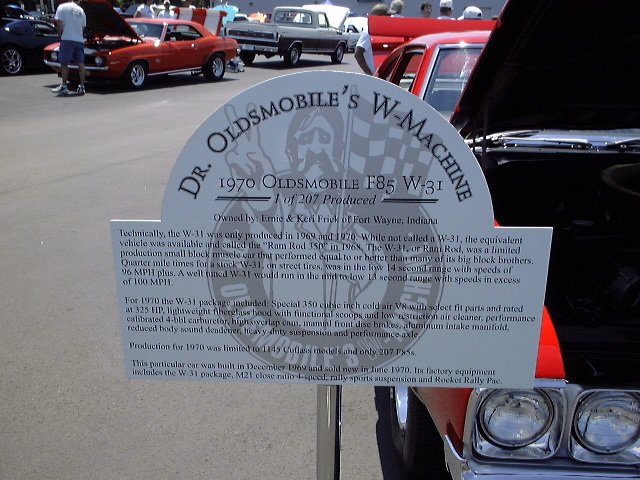 Dr. Oldsmobile's W-Machine
1970 Oldsmobile F85 W-31
1 of 207 Produced
Owned by: Ernie & Keri Frick of Fort Wayne, Indiana
Technically, the W-31 was only produced in 1969 and 1970. While not called a W-31, the equivalent
vehicle was available and called the "Ram Rod 350" in 1968. The W-31, or Ram Rod, was a limited
production small block muscle car that performed equal to or better than many of its big block brothers.
Quarter mile times for a stock W-31, on street tires, was in the low 14 second range with speeds of
96 MPH plus. A well tuned W-31 would run in the mid to low 13 second range with speeds in excess
of 100 MPH.
For 1970 the W-31 package included: Special 350 cubic inch cold air V8 with select fit parts and rated
at 325 HP, lightweight fiberglass hood with functional scoops and low restriction air cleaner, performance
calibrated 4-bbl carburetor, high overlap cam, manual front disc brakes, aluminum intake manifold,
reduced body sound deadener, heavy duty suspension and performance axle.
Production for 1970 was limited to 1145 Cutlass models and only 207 F85s.
This particular car was built in December 1969 and sold new in June 1970. Its factory equipment
includes the W-31 package, M21 close ratio 4-speed, rally sports suspension and Rocket Rally Pac.